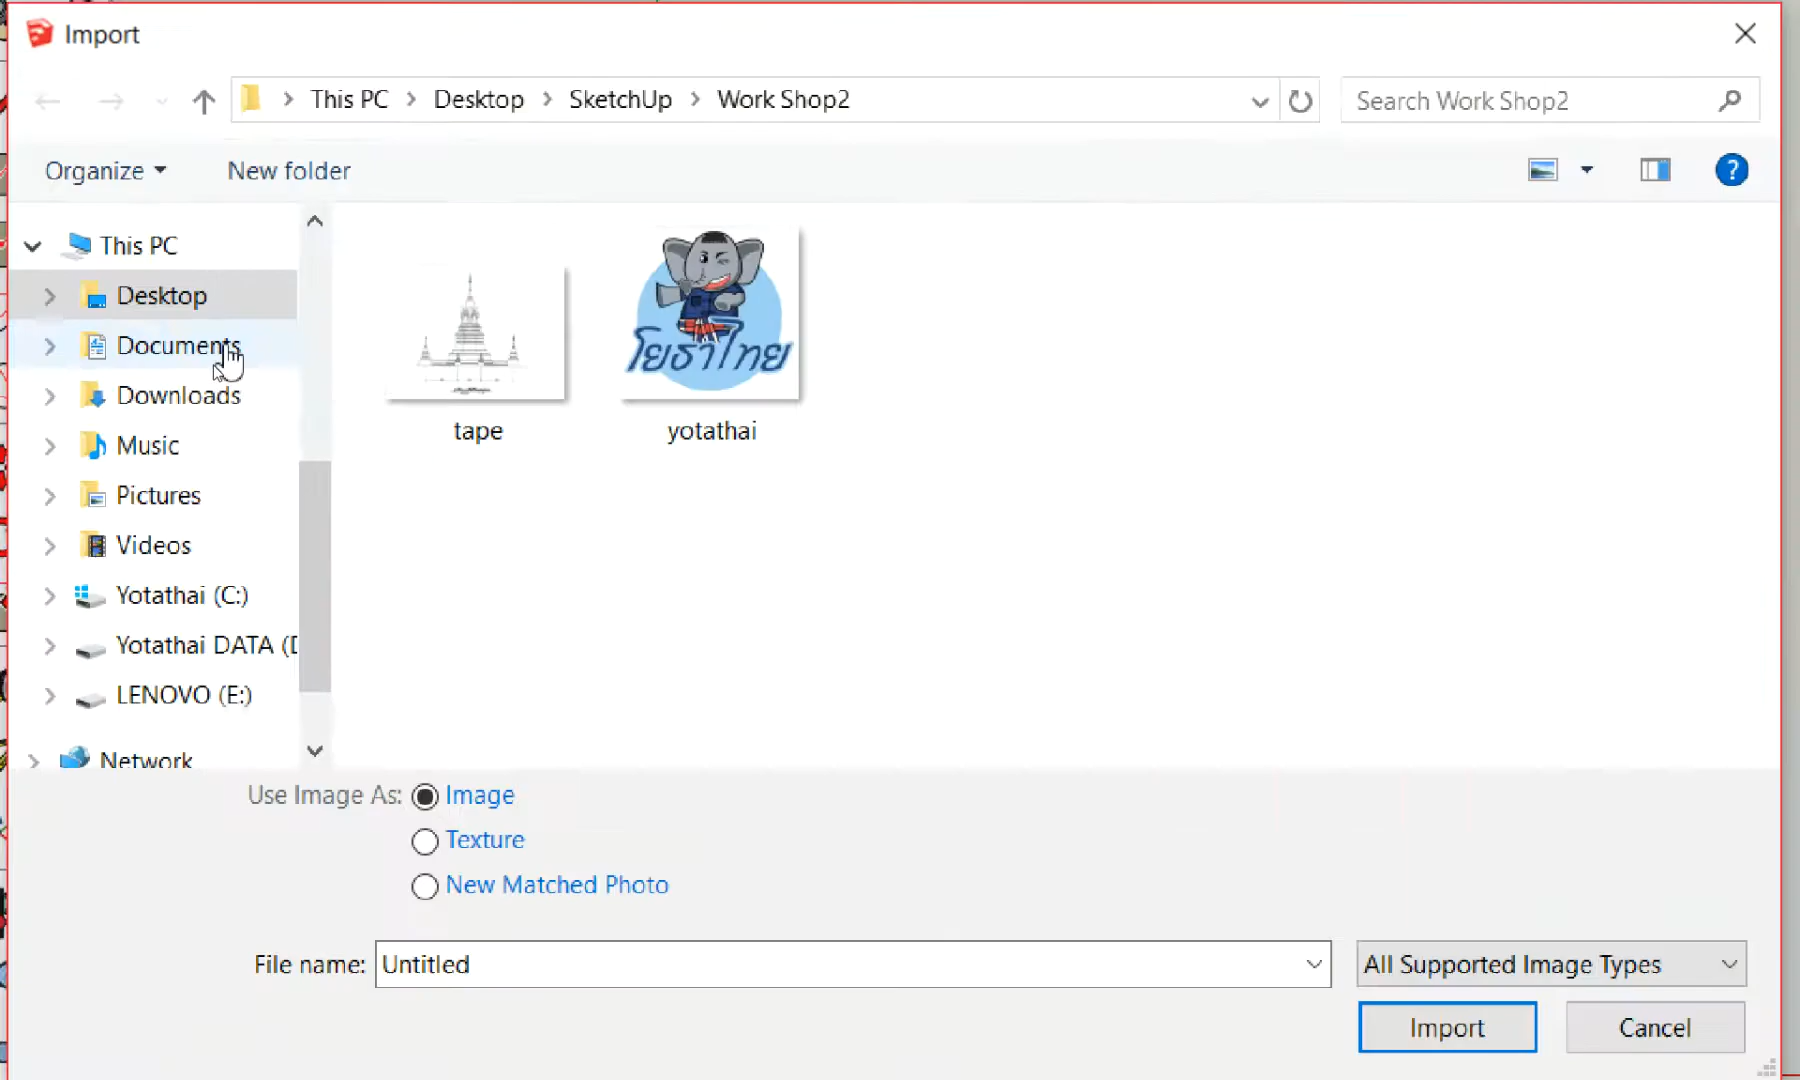 Import
This PC
Desktop
SketchUp
Work Shop2
Search Work Shop2
Organize
New folder
?
This PC
Desktop
Documents
Downloads
Music
Pictures
Videos
Yotathai (C:)
Yotathai DATA (D
LENOVO (E:)
Network
โยธาไทย
tape
yotathai
Use Image As:
Image
Texture
New Matched Photo
File name: Untitled
All Supported Image Types
Import
Cancel